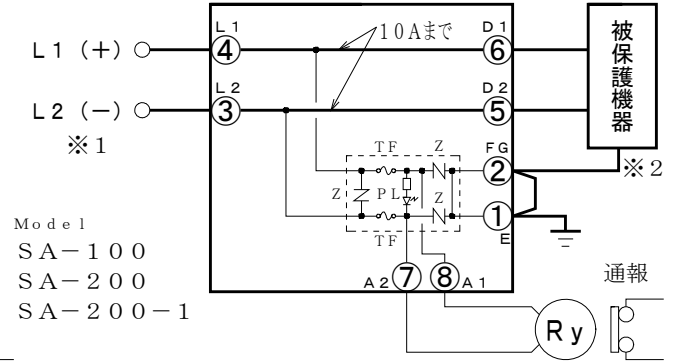 L1 D1
L1 (+) ④ 10Aまで ⑥ 被保護機器
L2 D2
L2 (−) ③ ⑤
※1
TF Z FG
② ※2
Z PL Z
①
TF E
Model
SA−100
SA−200
SA−200−1
A2 ⑦ ⑧ A1
通報
Ry